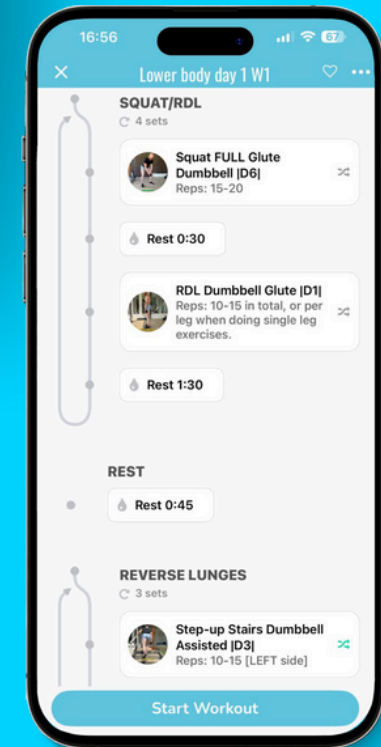 16:56
67
Lower body day 1 W1
SQUAT/RDL
4 sets
Squat FULL Glute
Dumbbell |D6|
Reps: 15-20
Rest 0:30
RDL Dumbbell Glute |D1|
Reps: 10-15 in total, or per
leg when doing single leg
exercises.
Rest 1:30
REST
Rest 0:45
REVERSE LUNGES
3 sets
Step-up Stairs Dumbbell
Assisted |D3|
Reps: 10-15 [LEFT side]
Start Workout